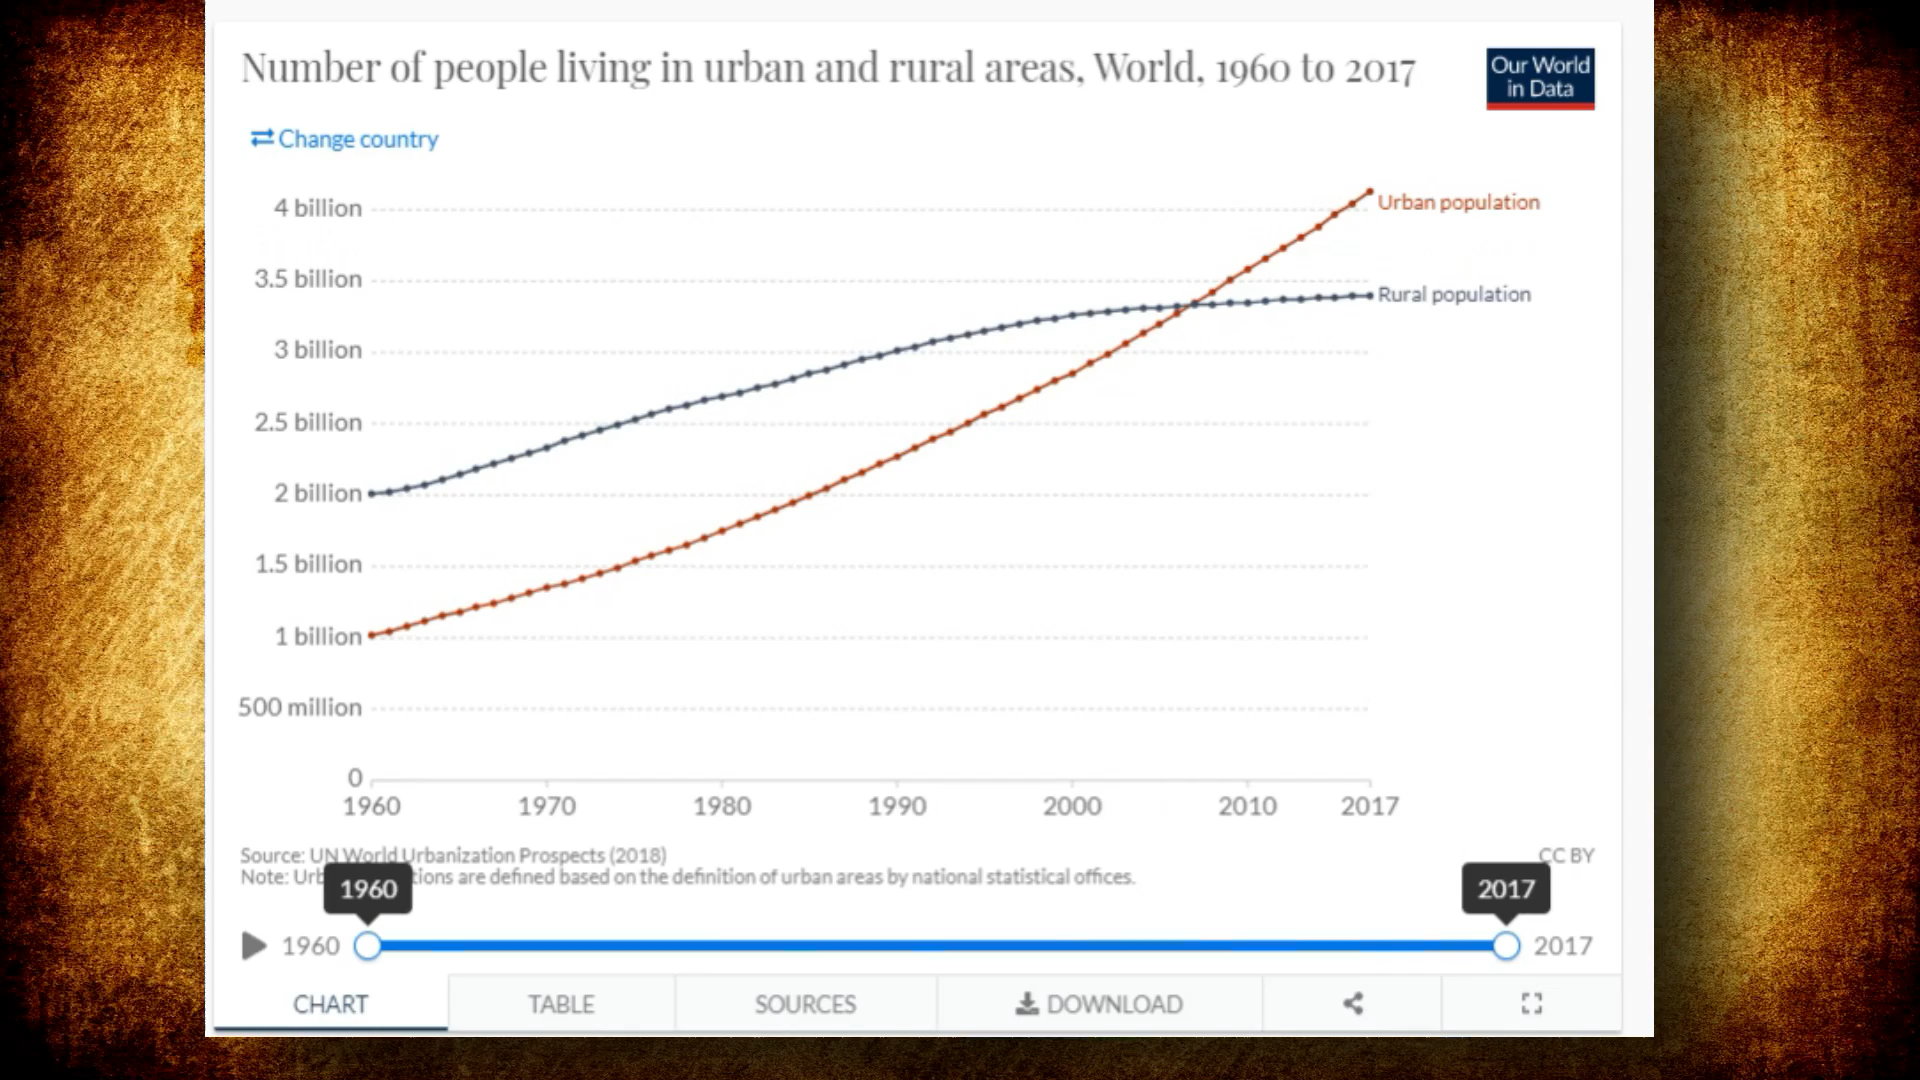 Number of people living in urban and rural areas, World, 1960 to 2017
Our World
in Data
Change country
4 billion
Urban population
3.5 billion
Rural population
3 billion
2.5 billion
2 billion
1.5 billion
1 billion
500 million
0
1960 1970 1980 1990 2000 2010 2017
Source: UN World Urbanization Prospects (2018)
CC BY
Note: are defined based on the definition of urban areas by national statistical offices.
1960 2017
1960 2017
CHART TABLE SOURCES DOWNLOAD